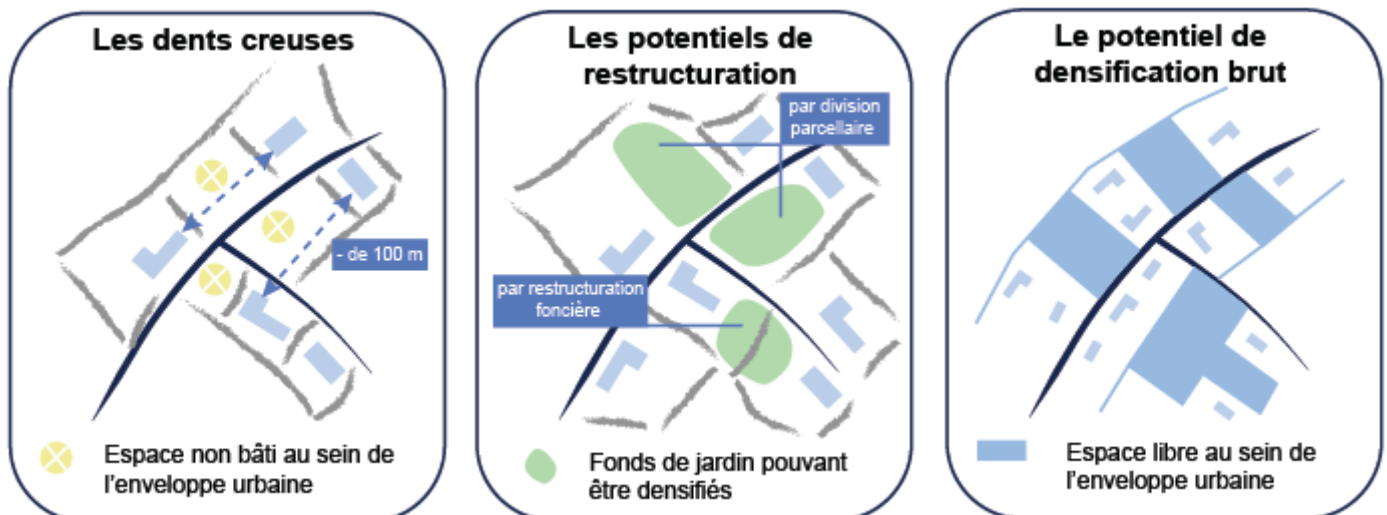 Les dents creuses
- de 100 m
Espace non bâti au sein de
l'enveloppe urbaine
Les potentiels de
restructuration
par division
parcellaire
par restructuration
foncière
Fonds de jardin pouvant
être densifiés
Le potentiel de
densification brut
Espace libre au sein de
l'enveloppe urbaine